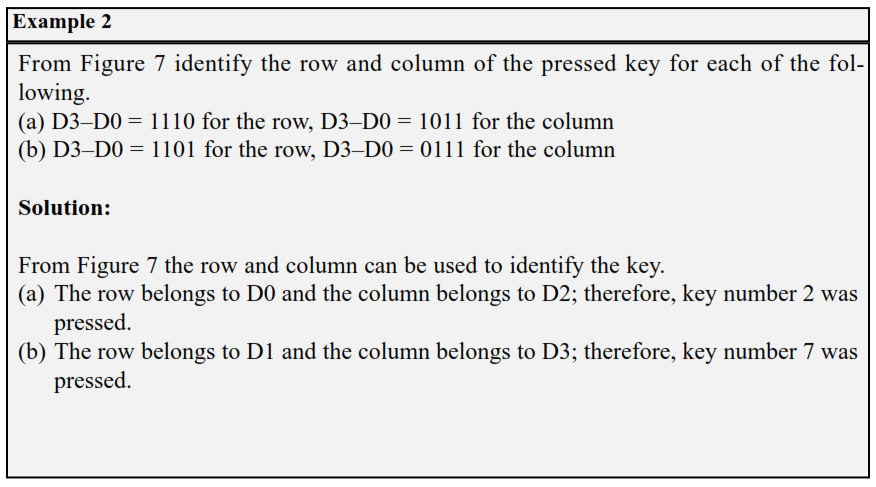 Example 2
From Figure 7 identify the row and column of the pressed key for each of the fol-
lowing.
(a) D3–D0 = 1110 for the row, D3–D0 = 1011 for the column
(b) D3–D0 = 1101 for the row, D3–D0 = 0111 for the column
Solution:
From Figure 7 the row and column can be used to identify the key.
(a) The row belongs to D0 and the column belongs to D2; therefore, key number 2 was
pressed.
(b) The row belongs to D1 and the column belongs to D3; therefore, key number 7 was
pressed.